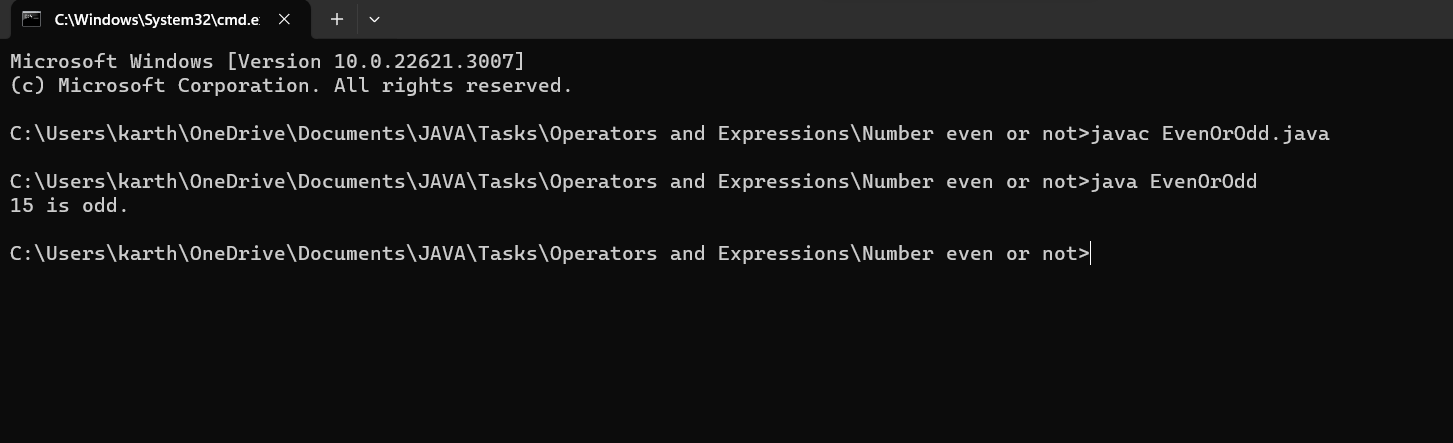 C:\Windows\System32\cmd.e
Microsoft Windows [Version 10.0.22621.3007]
(c) Microsoft Corporation. All rights reserved.
C:\Users\karth\OneDrive\Documents\JAVA\Tasks\Operators and Expressions\Number even or not>javac EvenOrOdd.java
C:\Users\karth\OneDrive\Documents\JAVA\Tasks\Operators and Expressions\Number even or not>java EvenOrOdd
15 is odd.
C:\Users\karth\OneDrive\Documents\JAVA\Tasks\Operators and Expressions\Number even or not>